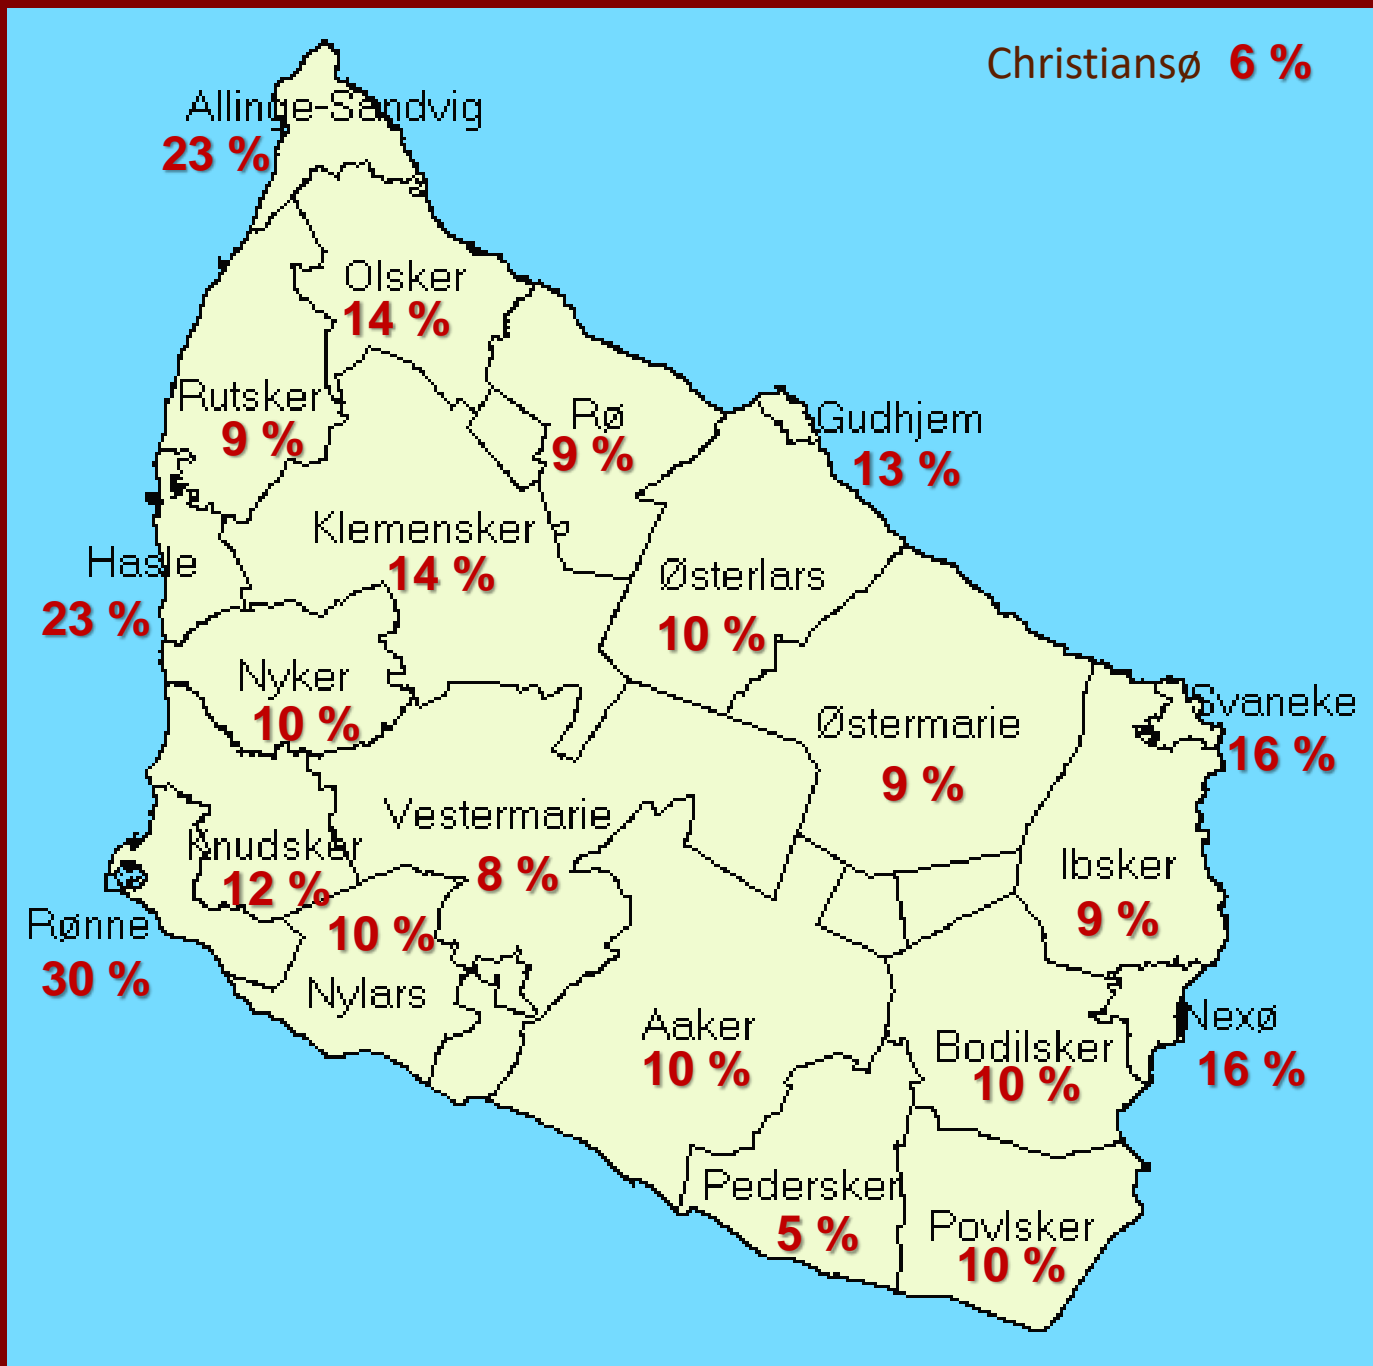 Christiansø 6 %
Allinge-Sandvig
23 %
Olsker
14 %
Rutsker
9 %
Rø
9 %
Gudhjem
13 %
Klemensker
14 %
Hasle
23 %
Østerlars
10 %
Nyker
10 %
Svaneke
16 %
Østermarie
9 %
Vestermarie
8 %
Knudsker
12 %
Ibsker
9 %
Rønne
30 %
10 %
Nylars
Aaker
10 %
Nexø
16 %
Bodilsker
10 %
Pedersker
5 %
Povlsker
10 %